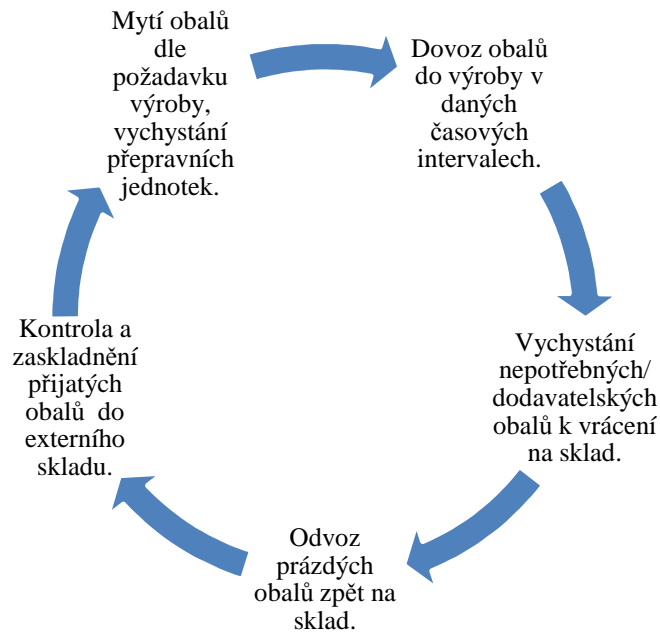 Mytí obalů
dle
požadavku
výroby,
vychystání
přepravních
jednotek.
Dovoz obalů
do výroby v
daných
časových
intervalech.
Vychystání
nepotřebných/
dodavatelských
obalů k vrácení
na sklad.
Odvoz
prázdých
obalů zpět na
sklad.
Kontrola a
zaskladnění
přijatých
obalů  do
externího
skladu.